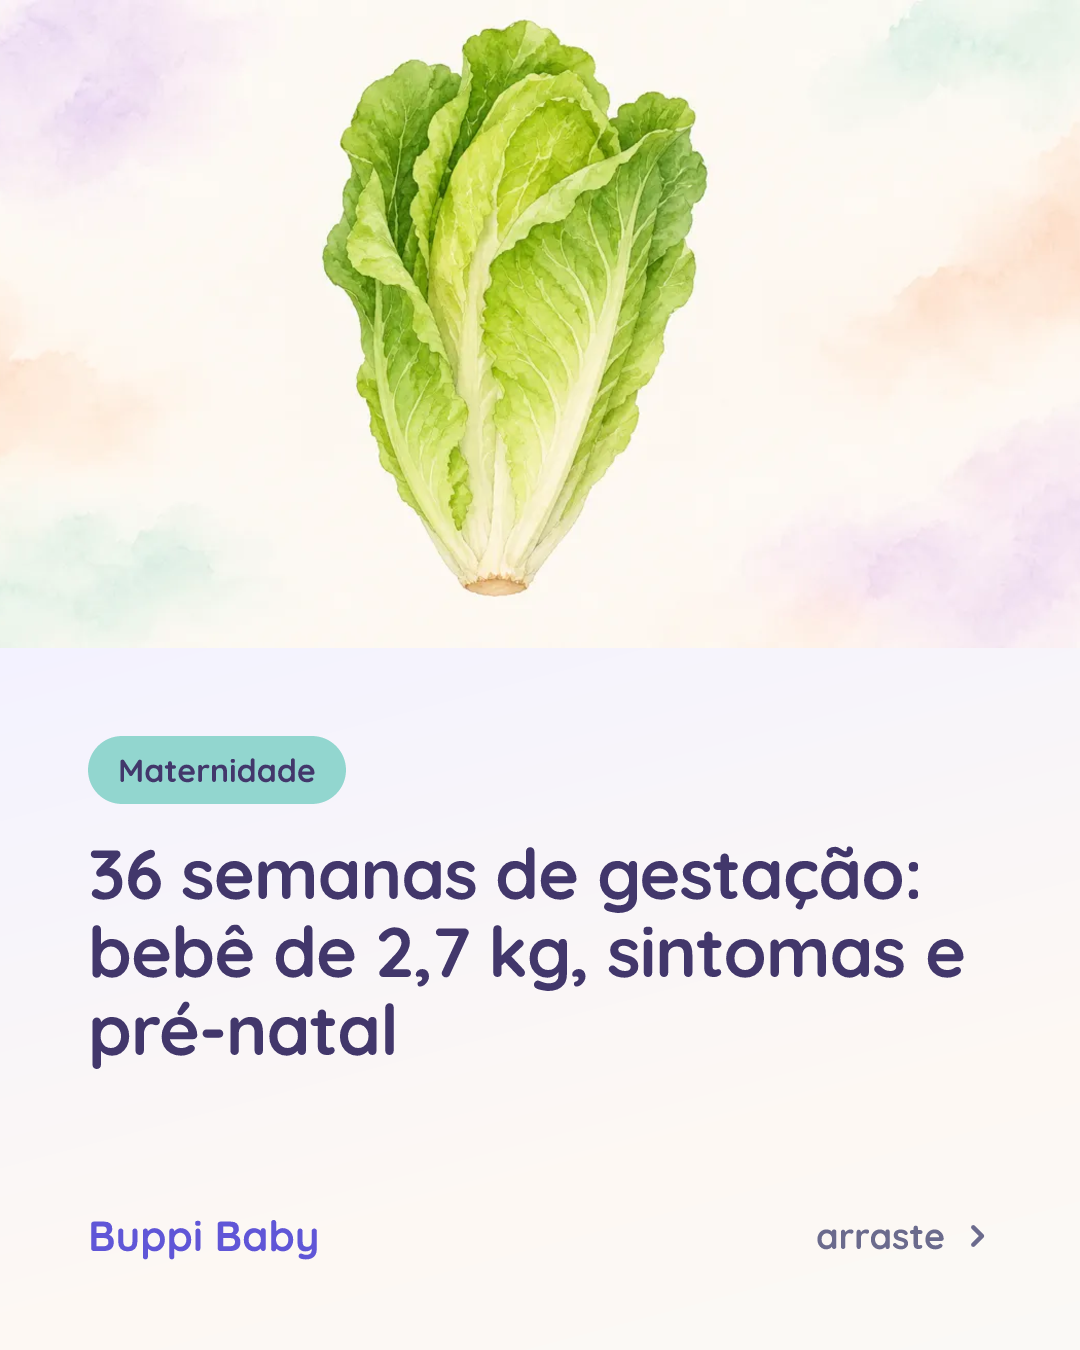 Maternidade
36 semanas de gestação:
bebê de 2,7 kg, sintomas e
pré-natal
Buppi Baby
arraste